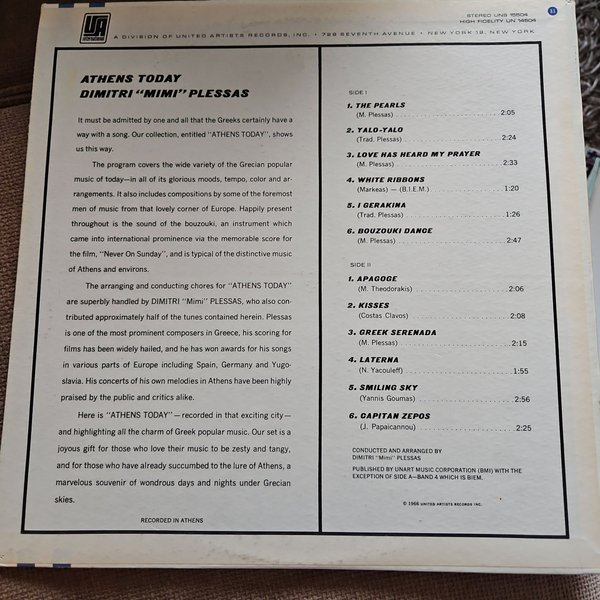 UA
international
A DIVISION OF UNITED ARTISTS RECORDS, INC. • 729 SEVENTH AVENUE • NEW YORK 19, NEW YORK
STEREO UNS 15504
HIGH FIDELITY UN 14504
33
ATHENS TODAY
DIMITRI "MIMI" PLESSAS
It must be admitted by one and all that the Greeks certainly have a
way with a song. Our collection, entitled "ATHENS TODAY", shows
us this way.
The program covers the wide variety of the Grecian popular
music of today—in all of its glorious moods, tempo, color and ar-
rangements. It also includes compositions by some of the foremost
men of music from that lovely corner of Europe. Happily present
throughout is the sound of the bouzouki, an instrument which
came into international prominence via the memorable score for
the film, "Never On Sunday", and is typical of the distinctive music
of Athens and environs.
The arranging and conducting chores for "ATHENS TODAY"
are superbly handled by DIMITRI "Mimi" PLESSAS, who also con-
tributed approximately half of the tunes contained herein. Plessas
is one of the most prominent composers in Greece, his scoring for
films has been widely hailed, and he has won awards for his songs
in various parts of Europe including Spain, Germany and Yugo-
slavia. His concerts of his own melodies in Athens have been highly
praised by the public and critics alike.
Here is "ATHENS TODAY"—recorded in that exciting city—
and highlighting all the charm of Greek popular music. Our set is a
joyous gift for those who love their music to be zesty and tangy,
and for those who have already succumbed to the lure of Athens, a
marvelous souvenir of wondrous days and nights under Grecian
skies.
RECORDED IN ATHENS
SIDE I
1. THE PEARLS
(M. Plessas) 2:05
2. YALO-YALO
(Trad. Plessas) 2:24
3. LOVE HAS HEARD MY PRAYER
(M. Plessas) 2:33
4. WHITE RIBBONS
(Markeas) — (B.I.E.M.) 1:20
5. I GERAKINA
(Trad. Plessas) 1:26
6. BOUZOUKI DANCE
(M. Plessas) 2:47
SIDE II
1. APAGOGE
(M. Theodorakis) 2:06
2. KISSES
(Costas Clavos) 2:08
3. GREEK SERENADA
(M. Plessas) 2:15
4. LATERNA
(N. Yacouleff) 1:55
5. SMILING SKY
(Yannis Goumas) 2:56
6. CAPITAN ZEPOS
(J. Papaicannou) 2:25
CONDUCTED AND ARRANGED BY
DIMITRI "Mimi" PLESSAS
PUBLISHED BY UNART MUSIC CORPORATION (BMI) WITH THE
EXCEPTION OF SIDE A—BAND 4 WHICH IS BIEM.
© 1966 UNITED ARTISTS RECORDS INC.